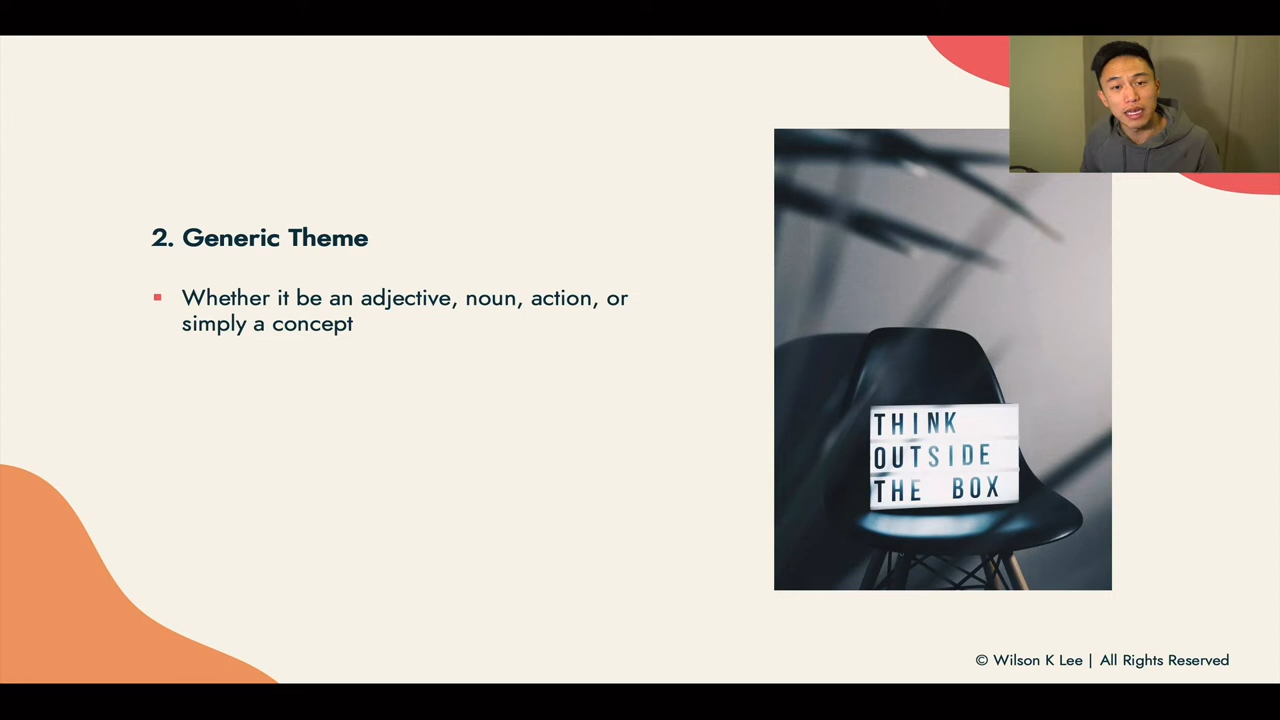 2. Generic Theme
Whether it be an adjective, noun, action, or
simply a concept
THINK
OUTSIDE
THE BOX
© Wilson K Lee | All Rights Reserved